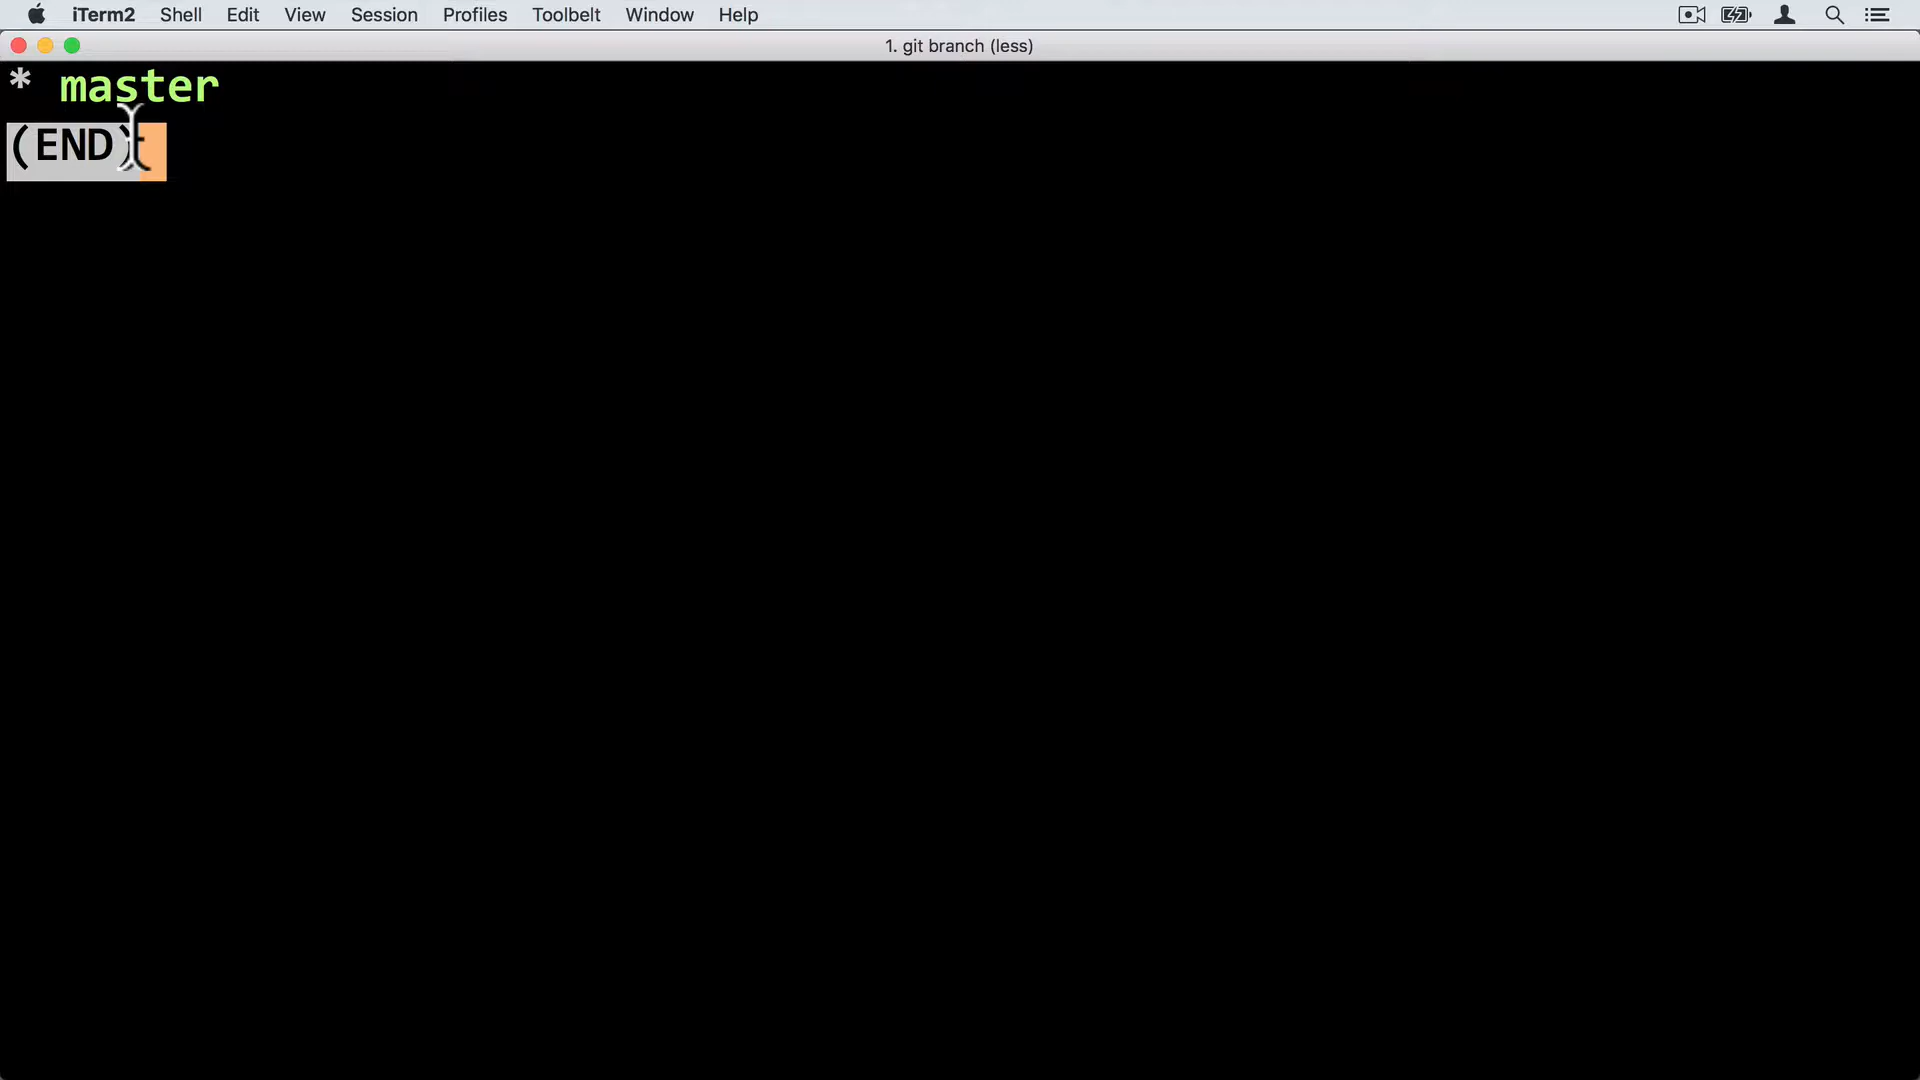 iTerm2 Shell Edit View Session Profiles Toolbelt Window Help
1. git branch (less)
* master
(END)